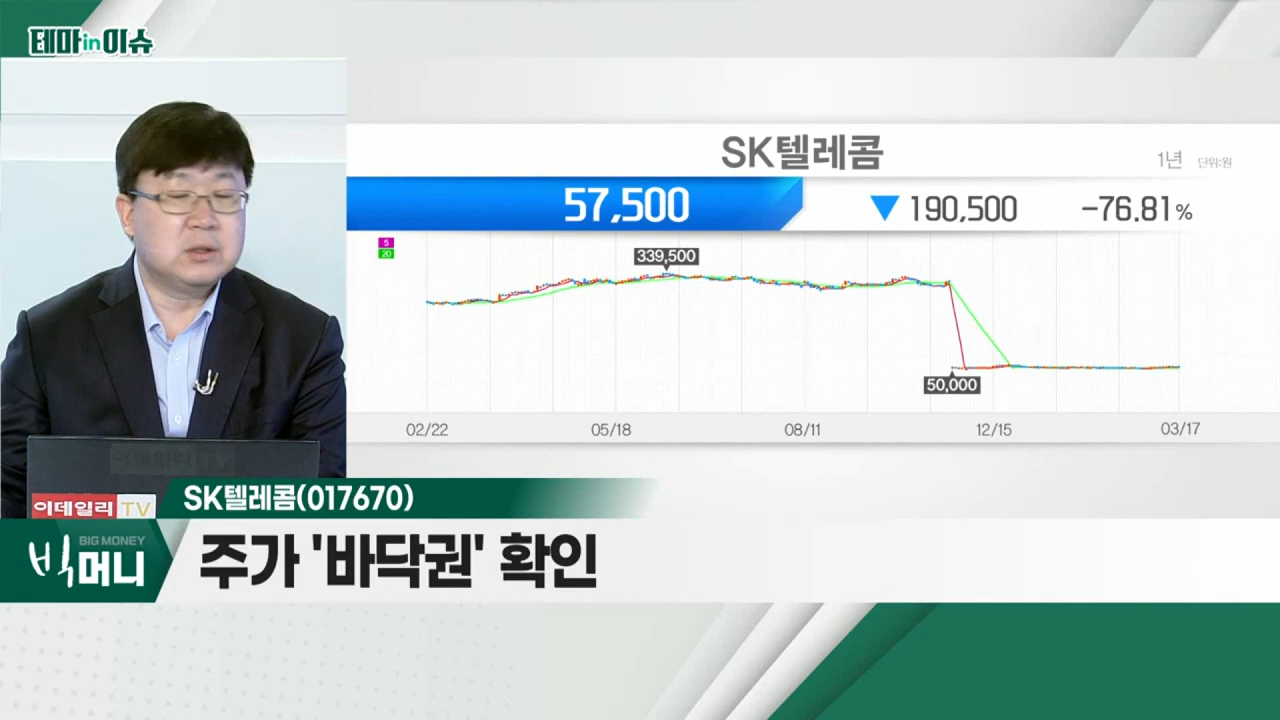 테마in이슈
SK텔레콤
1년 단위:원
57,500 ▼ 190,500 -76.81%
5
20
339,500
50,000
02/22 05/18 08/11 12/15 03/17
SK텔레콤(017670)
이데일리TV
BIG MONEY
빅머니
주가 '바닥권' 확인